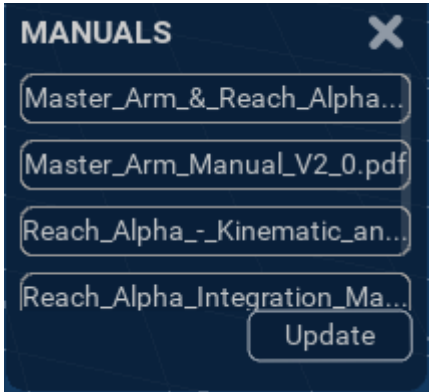 MANUALS
Master_Arm_&_Reach_Alpha...
Master_Arm_Manual_V2_0.pdf
Reach_Alpha_-_Kinematic_an...
Reach_Alpha_Integration_Ma...
Update